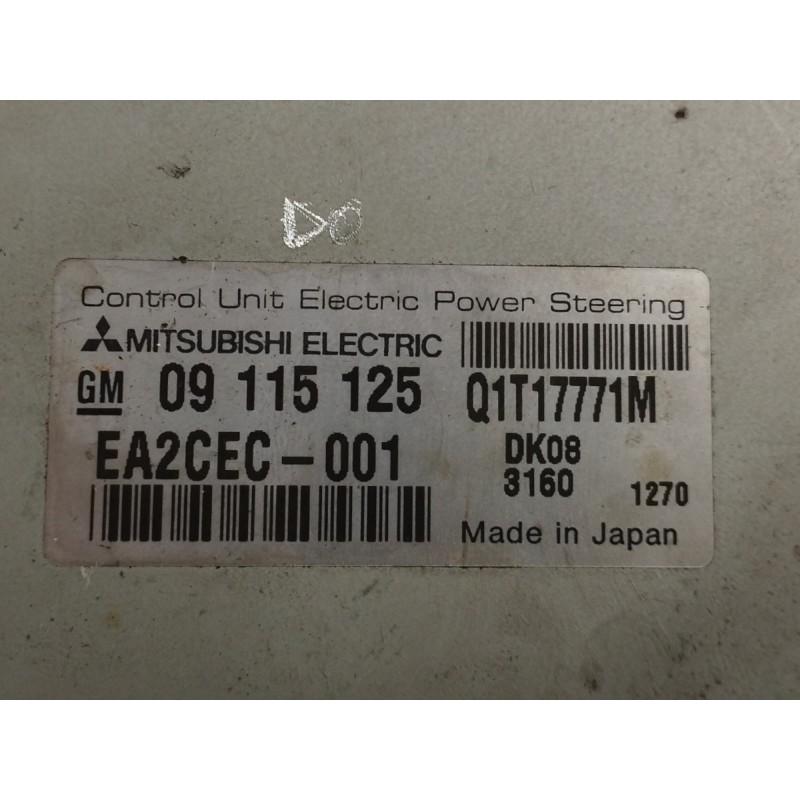 DO
Control Unit Electric Power Steering
MITSUBISHI ELECTRIC
GM 09 115 125 Q1T17771M
EA2CEC-001 DK08
3160 1270
Made in Japan